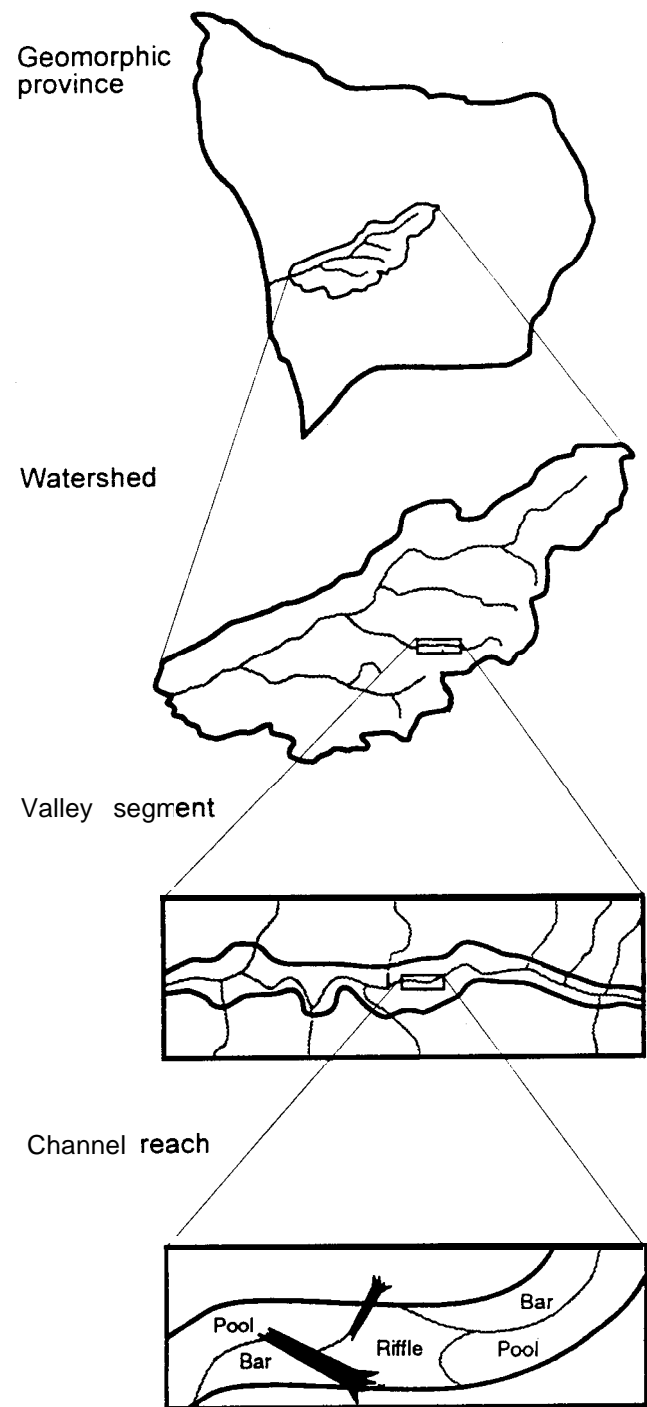 Geomorphic
province
Watershed
Valley segment
Channel reach
Bar
Pool
Riffle
Pool
Bar